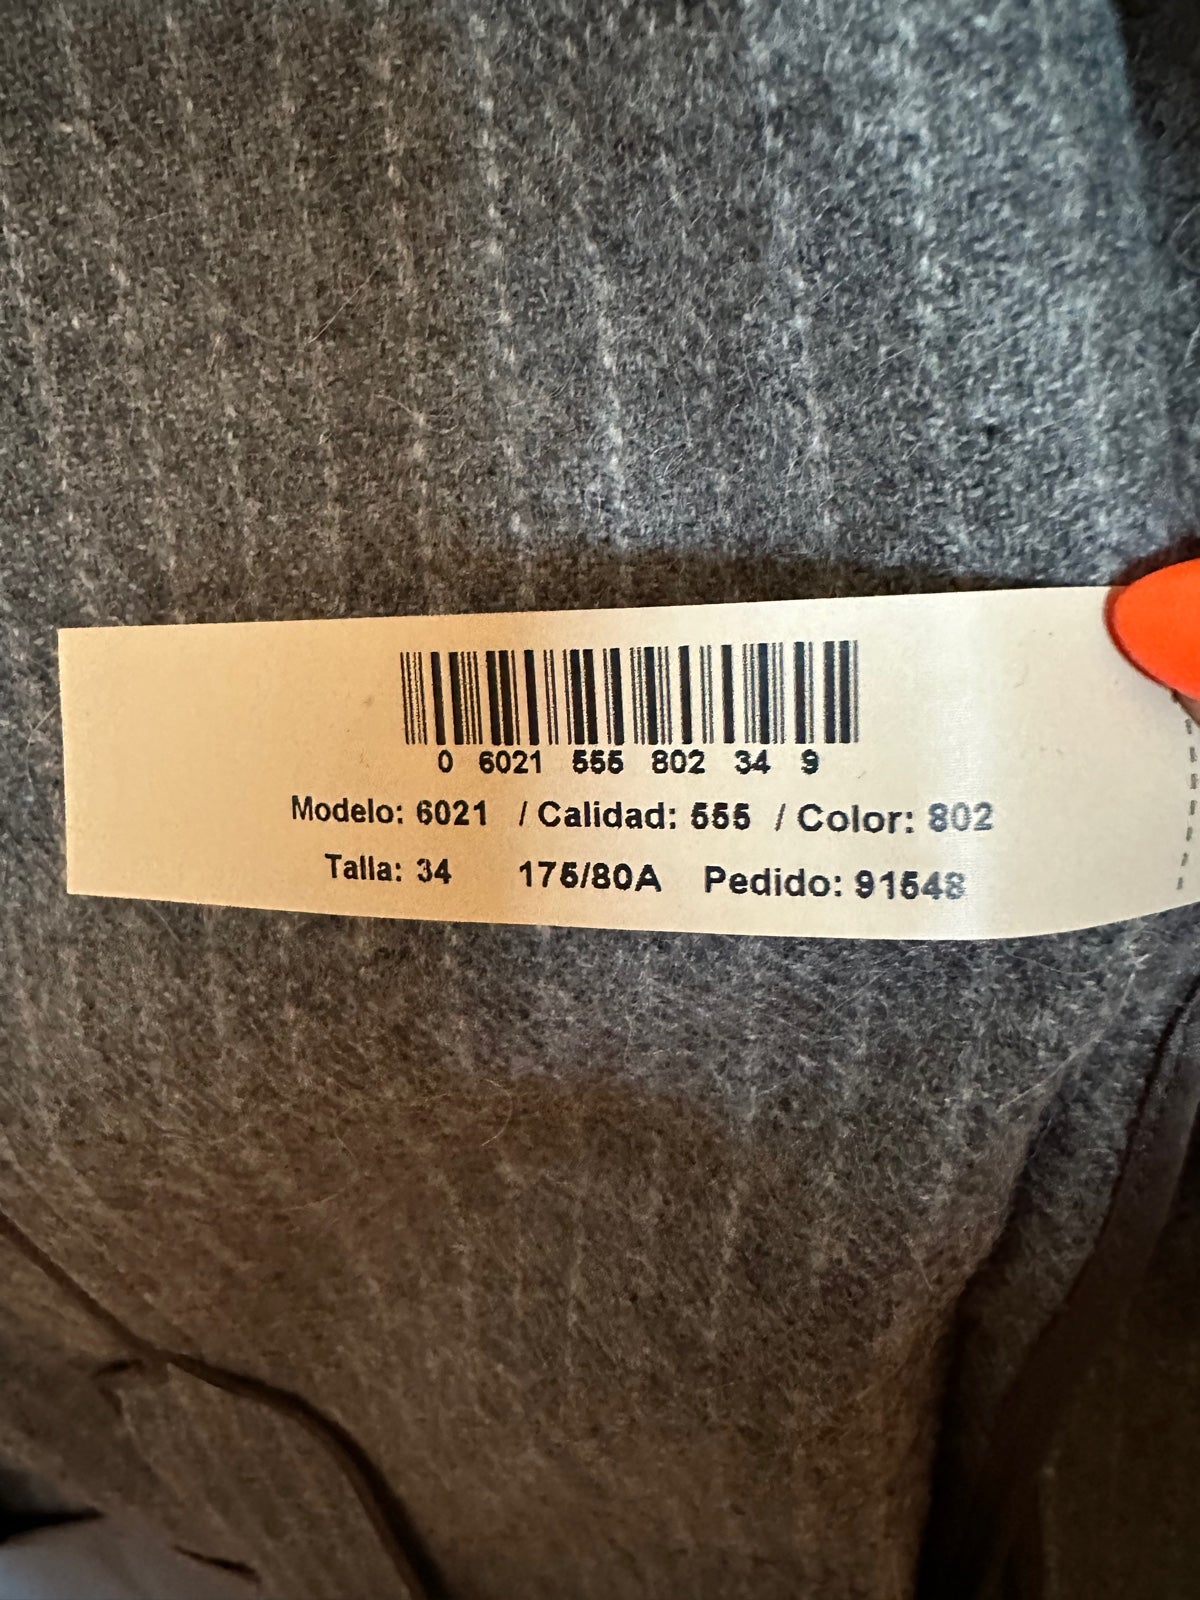 0 6021 555 802 34 9
Modelo: 6021 / Calidad: 555 / Color: 802
Talla: 34 175/80A Pedido: 91548